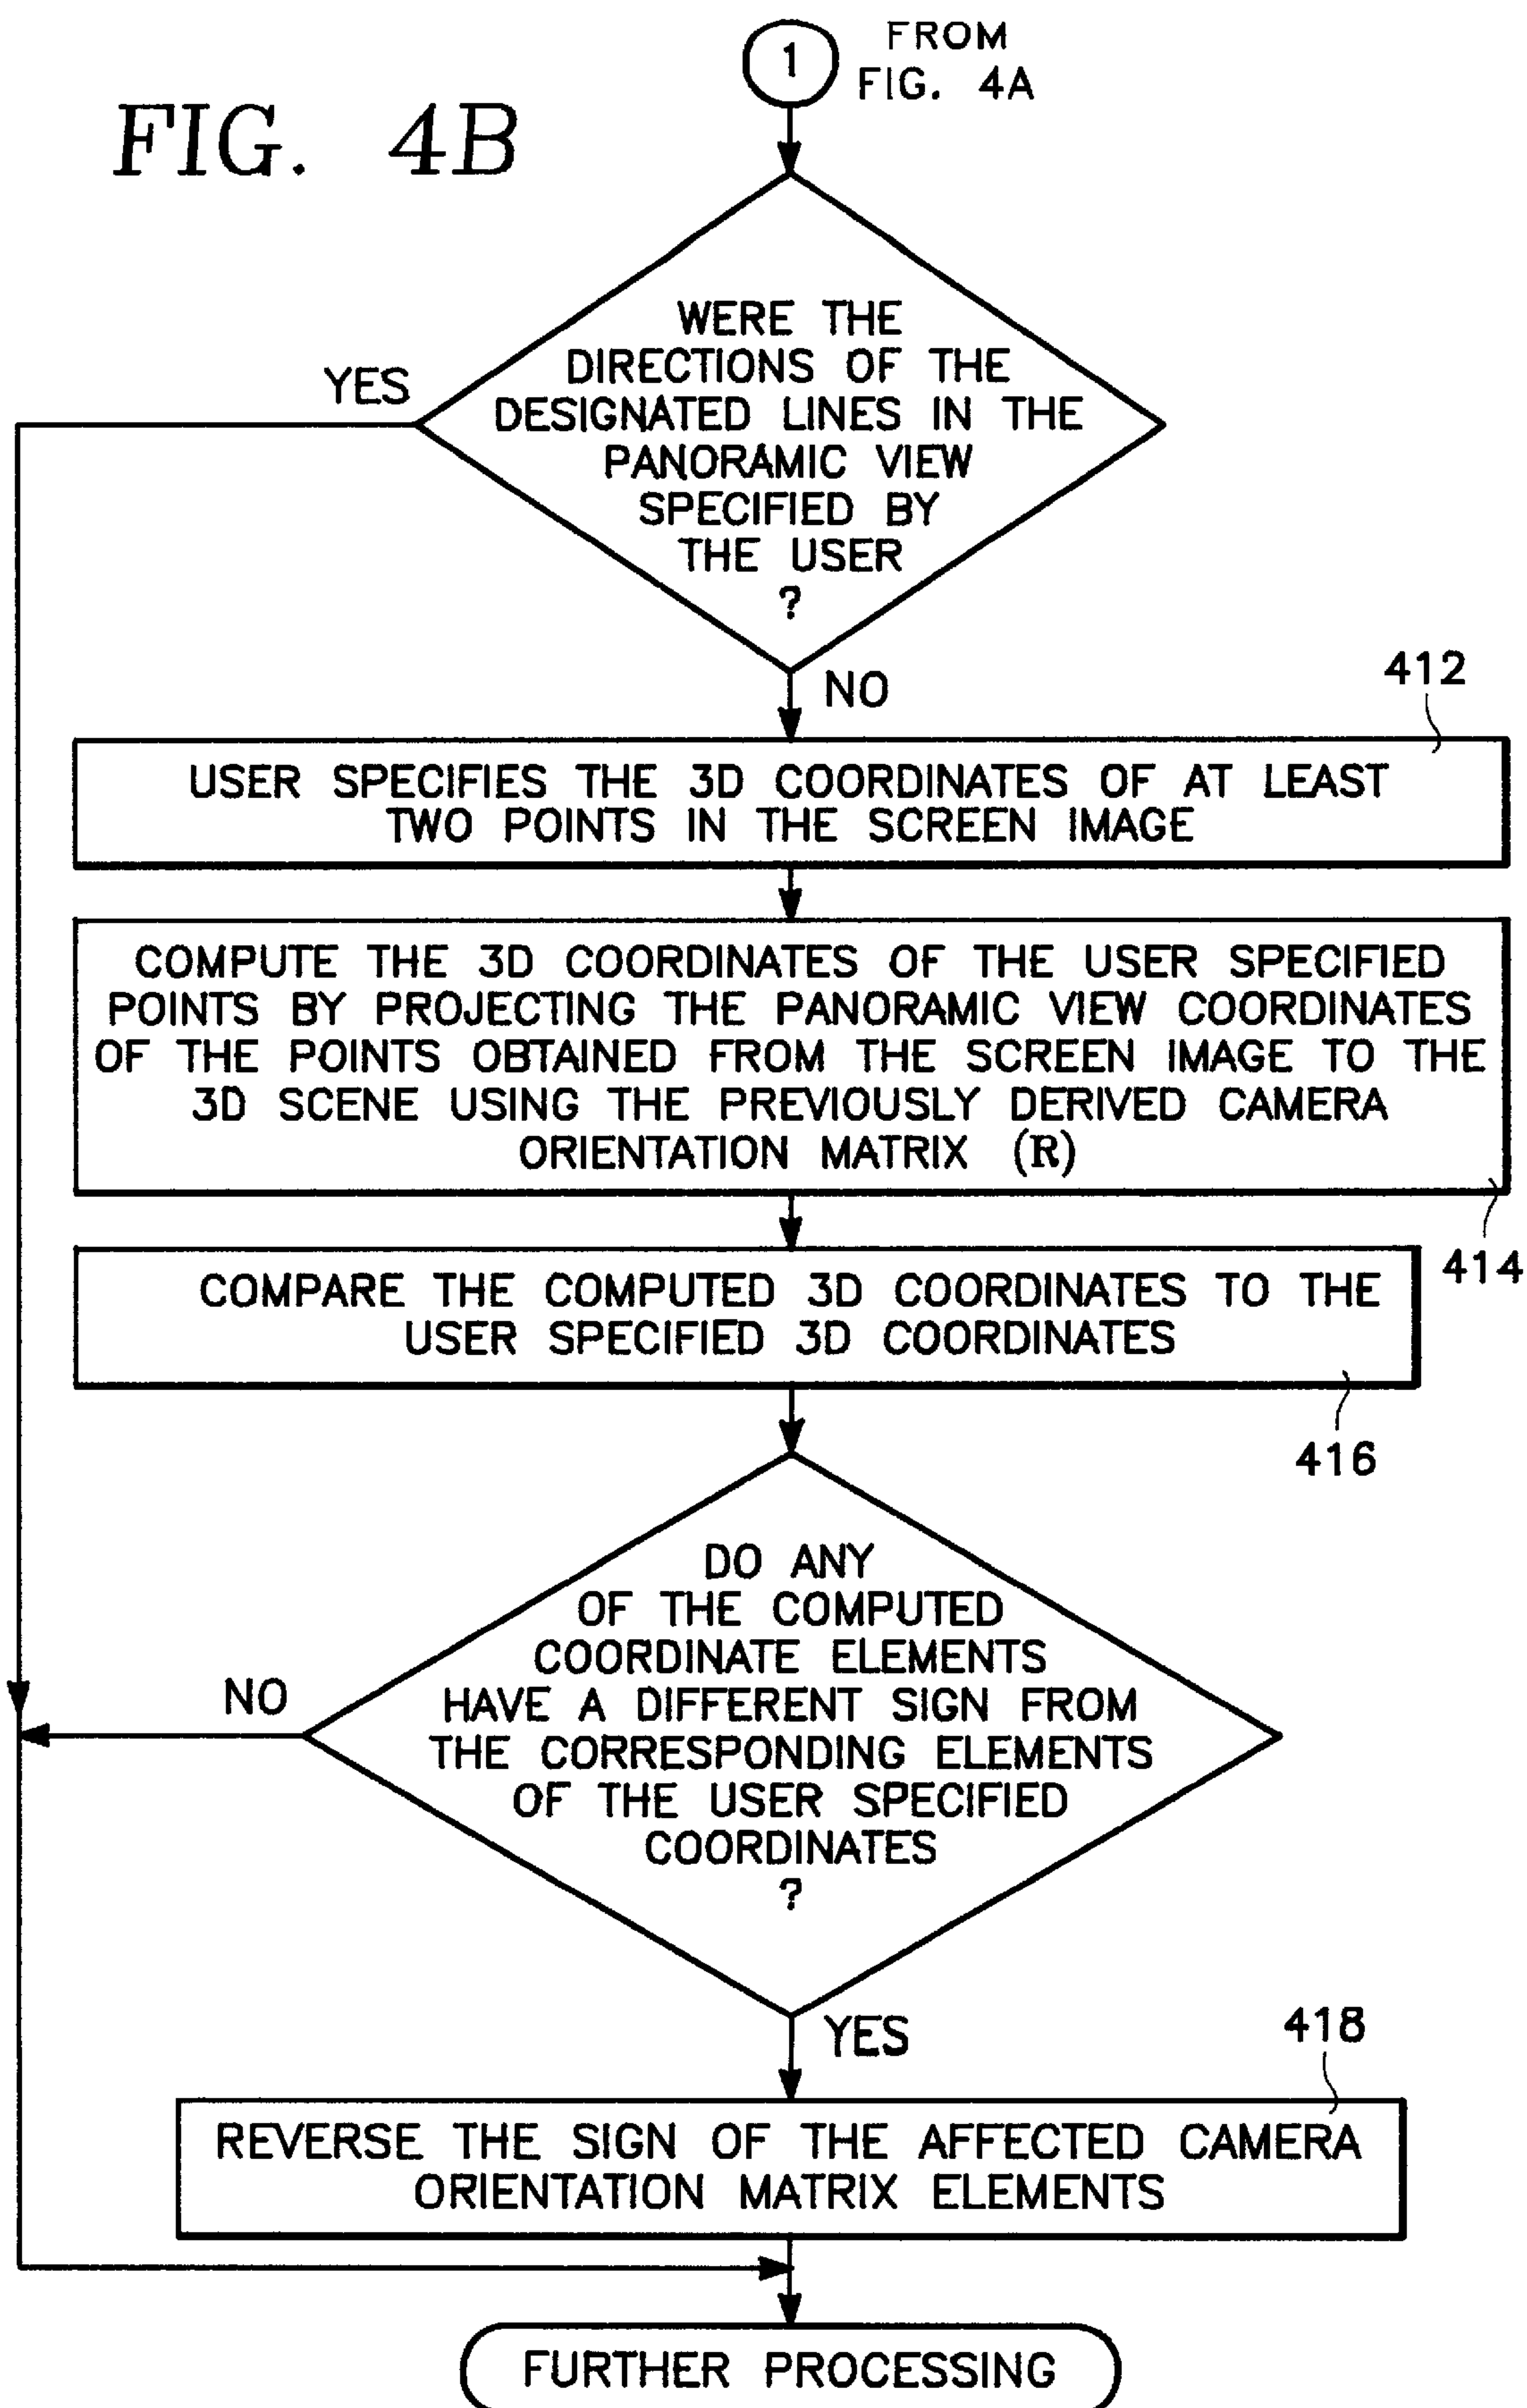 FROM
1
FIG. 4A
FIG. 4B
WERE THE
DIRECTIONS OF THE
YES
DESIGNATED LINES IN THE
PANORAMIC VIEW
SPECIFIED BY
THE USER
?
412
NO
USER SPECIFIES THE 3D COORDINATES OF AT LEAST
TWO POINTS IN THE SCREEN IMAGE
COMPUTE THE 3D COORDINATES OF THE USER SPECIFIED
POINTS BY PROJECTING THE PANORAMIC VIEW COORDINATES
OF THE POINTS OBTAINED FROM THE SCREEN IMAGE TO THE
3D SCENE USING THE PREVIOUSLY DERIVED CAMERA
ORIENTATION MATRIX (R)
414
COMPARE THE COMPUTED 3D COORDINATES TO THE
USER SPECIFIED 3D COORDINATES
416
DO ANY
OF THE COMPUTED
COORDINATE ELEMENTS
NO
HAVE A DIFFERENT SIGN FROM
THE CORRESPONDING ELEMENTS
OF THE USER SPECIFIED
COORDINATES
?
YES
418
REVERSE THE SIGN OF THE AFFECTED CAMERA
ORIENTATION MATRIX ELEMENTS
FURTHER PROCESSING